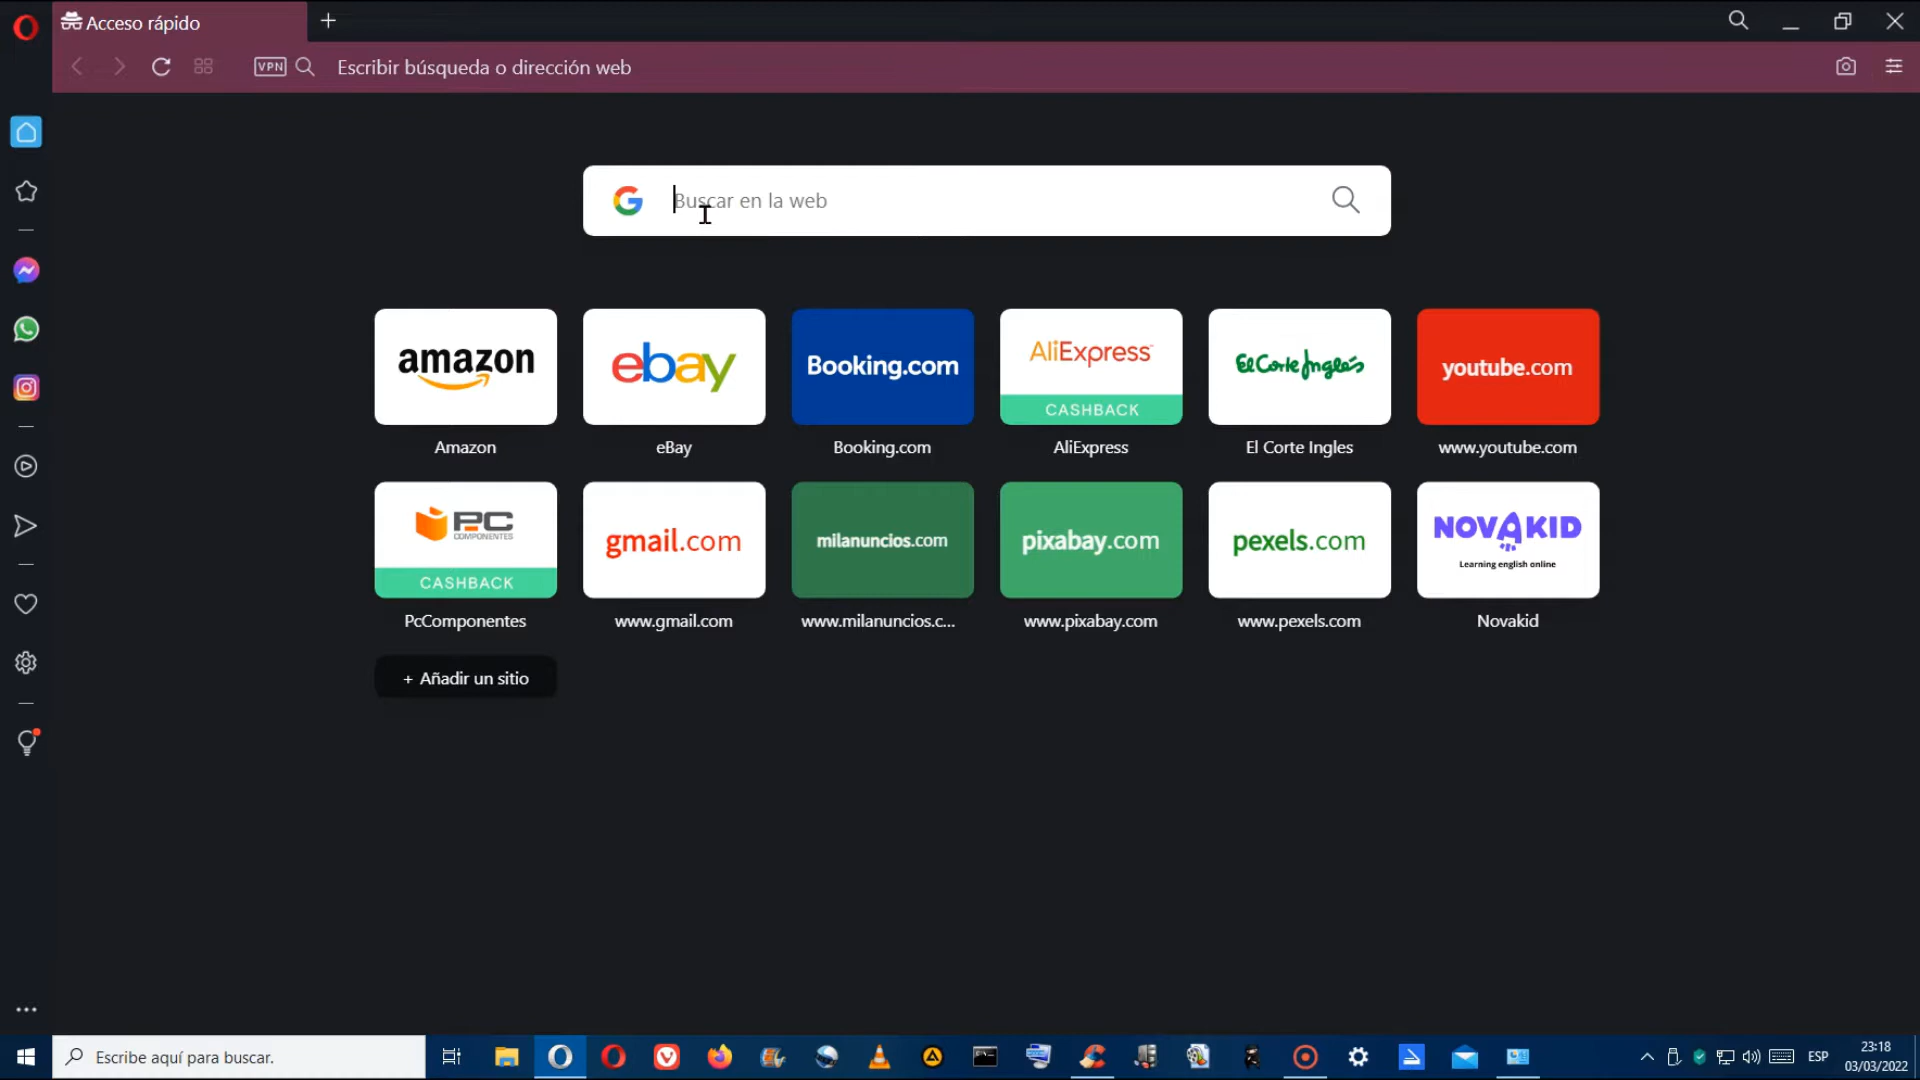 Acceso rápido
VPN
Escribir búsqueda o dirección web
Buscar en la web
amazon
ebay
Booking.com
AliExpress
CASHBACK
El Corte Inglés
youtube.com
Amazon
eBay
Booking.com
AliExpress
El Corte Ingles
www.youtube.com
PC
COMPONENTES
CASHBACK
gmail.com
milanuncios.com
pixabay.com
pexels.com
NOVAKID
Learning english online
PcComponentes
www.gmail.com
www.milanuncios.c...
www.pixabay.com
www.pexels.com
Novakid
+ Añadir un sitio
Escribe aquí para buscar.
ESP
23:18
03/03/2022